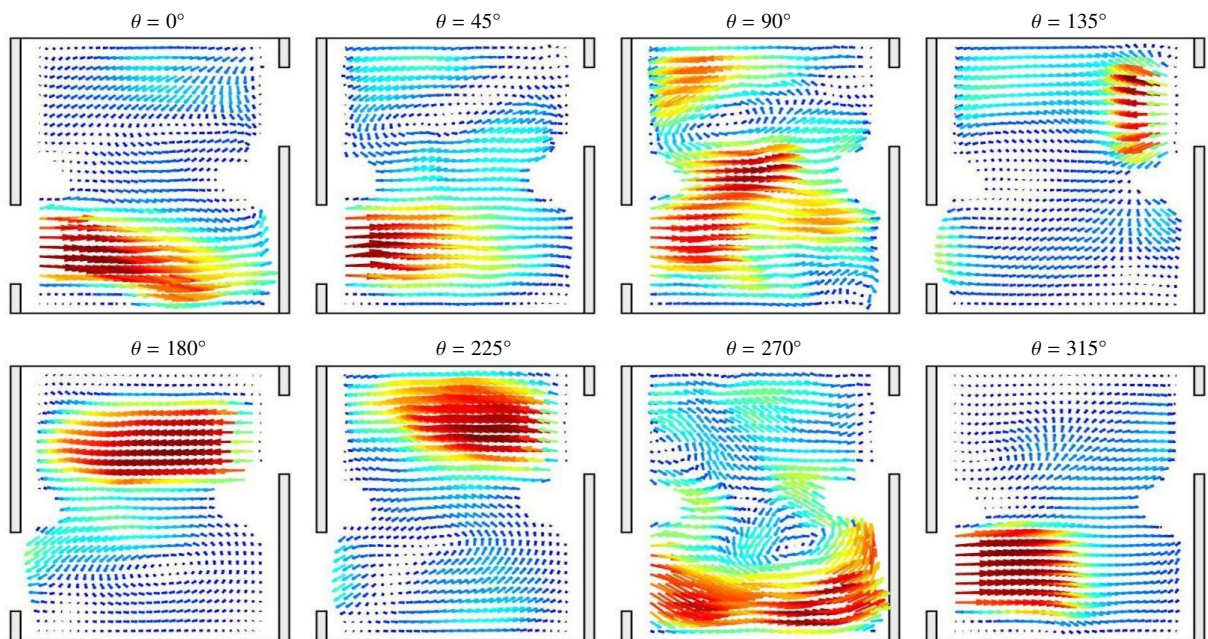 θ = 0° θ = 45° θ = 90° θ = 135°
θ = 180° θ = 225° θ = 270° θ = 315°